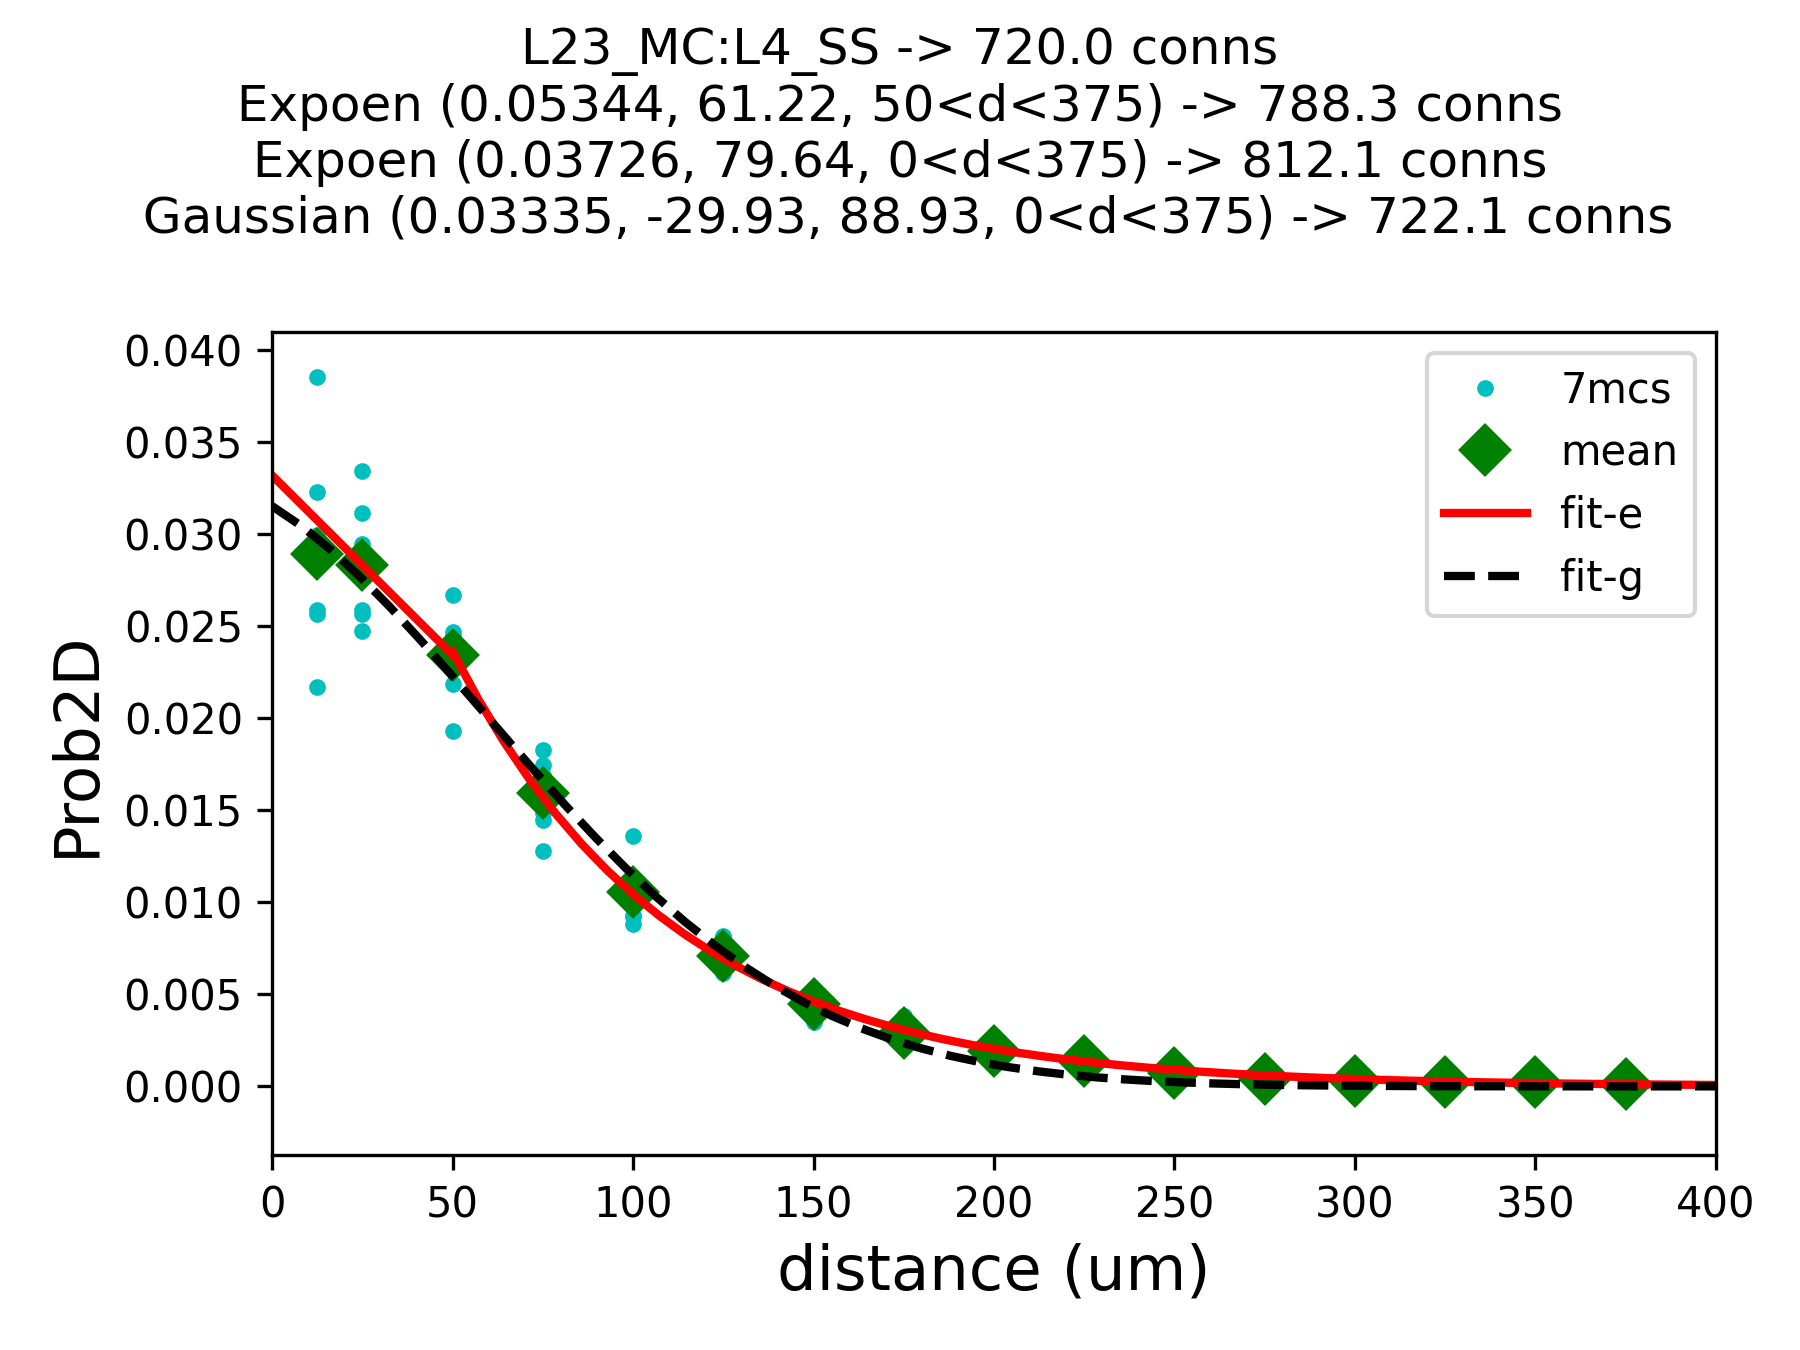 L23_MC:L4_SS -> 720.0 conns
Expoen (0.05344, 61.22, 50<d<375) -> 788.3 conns
Expoen (0.03726, 79.64, 0<d<375) -> 812.1 conns
Gaussian (0.03335, -29.93, 88.93, 0<d<375) -> 722.1 conns
0.040
0.035
0.030
0.025
0.020
0.015
0.010
0.005
0.000
Prob2D
7mcs
mean
fit-e
fit-g
0 50 100 150 200 250 300 350 400
distance (um)